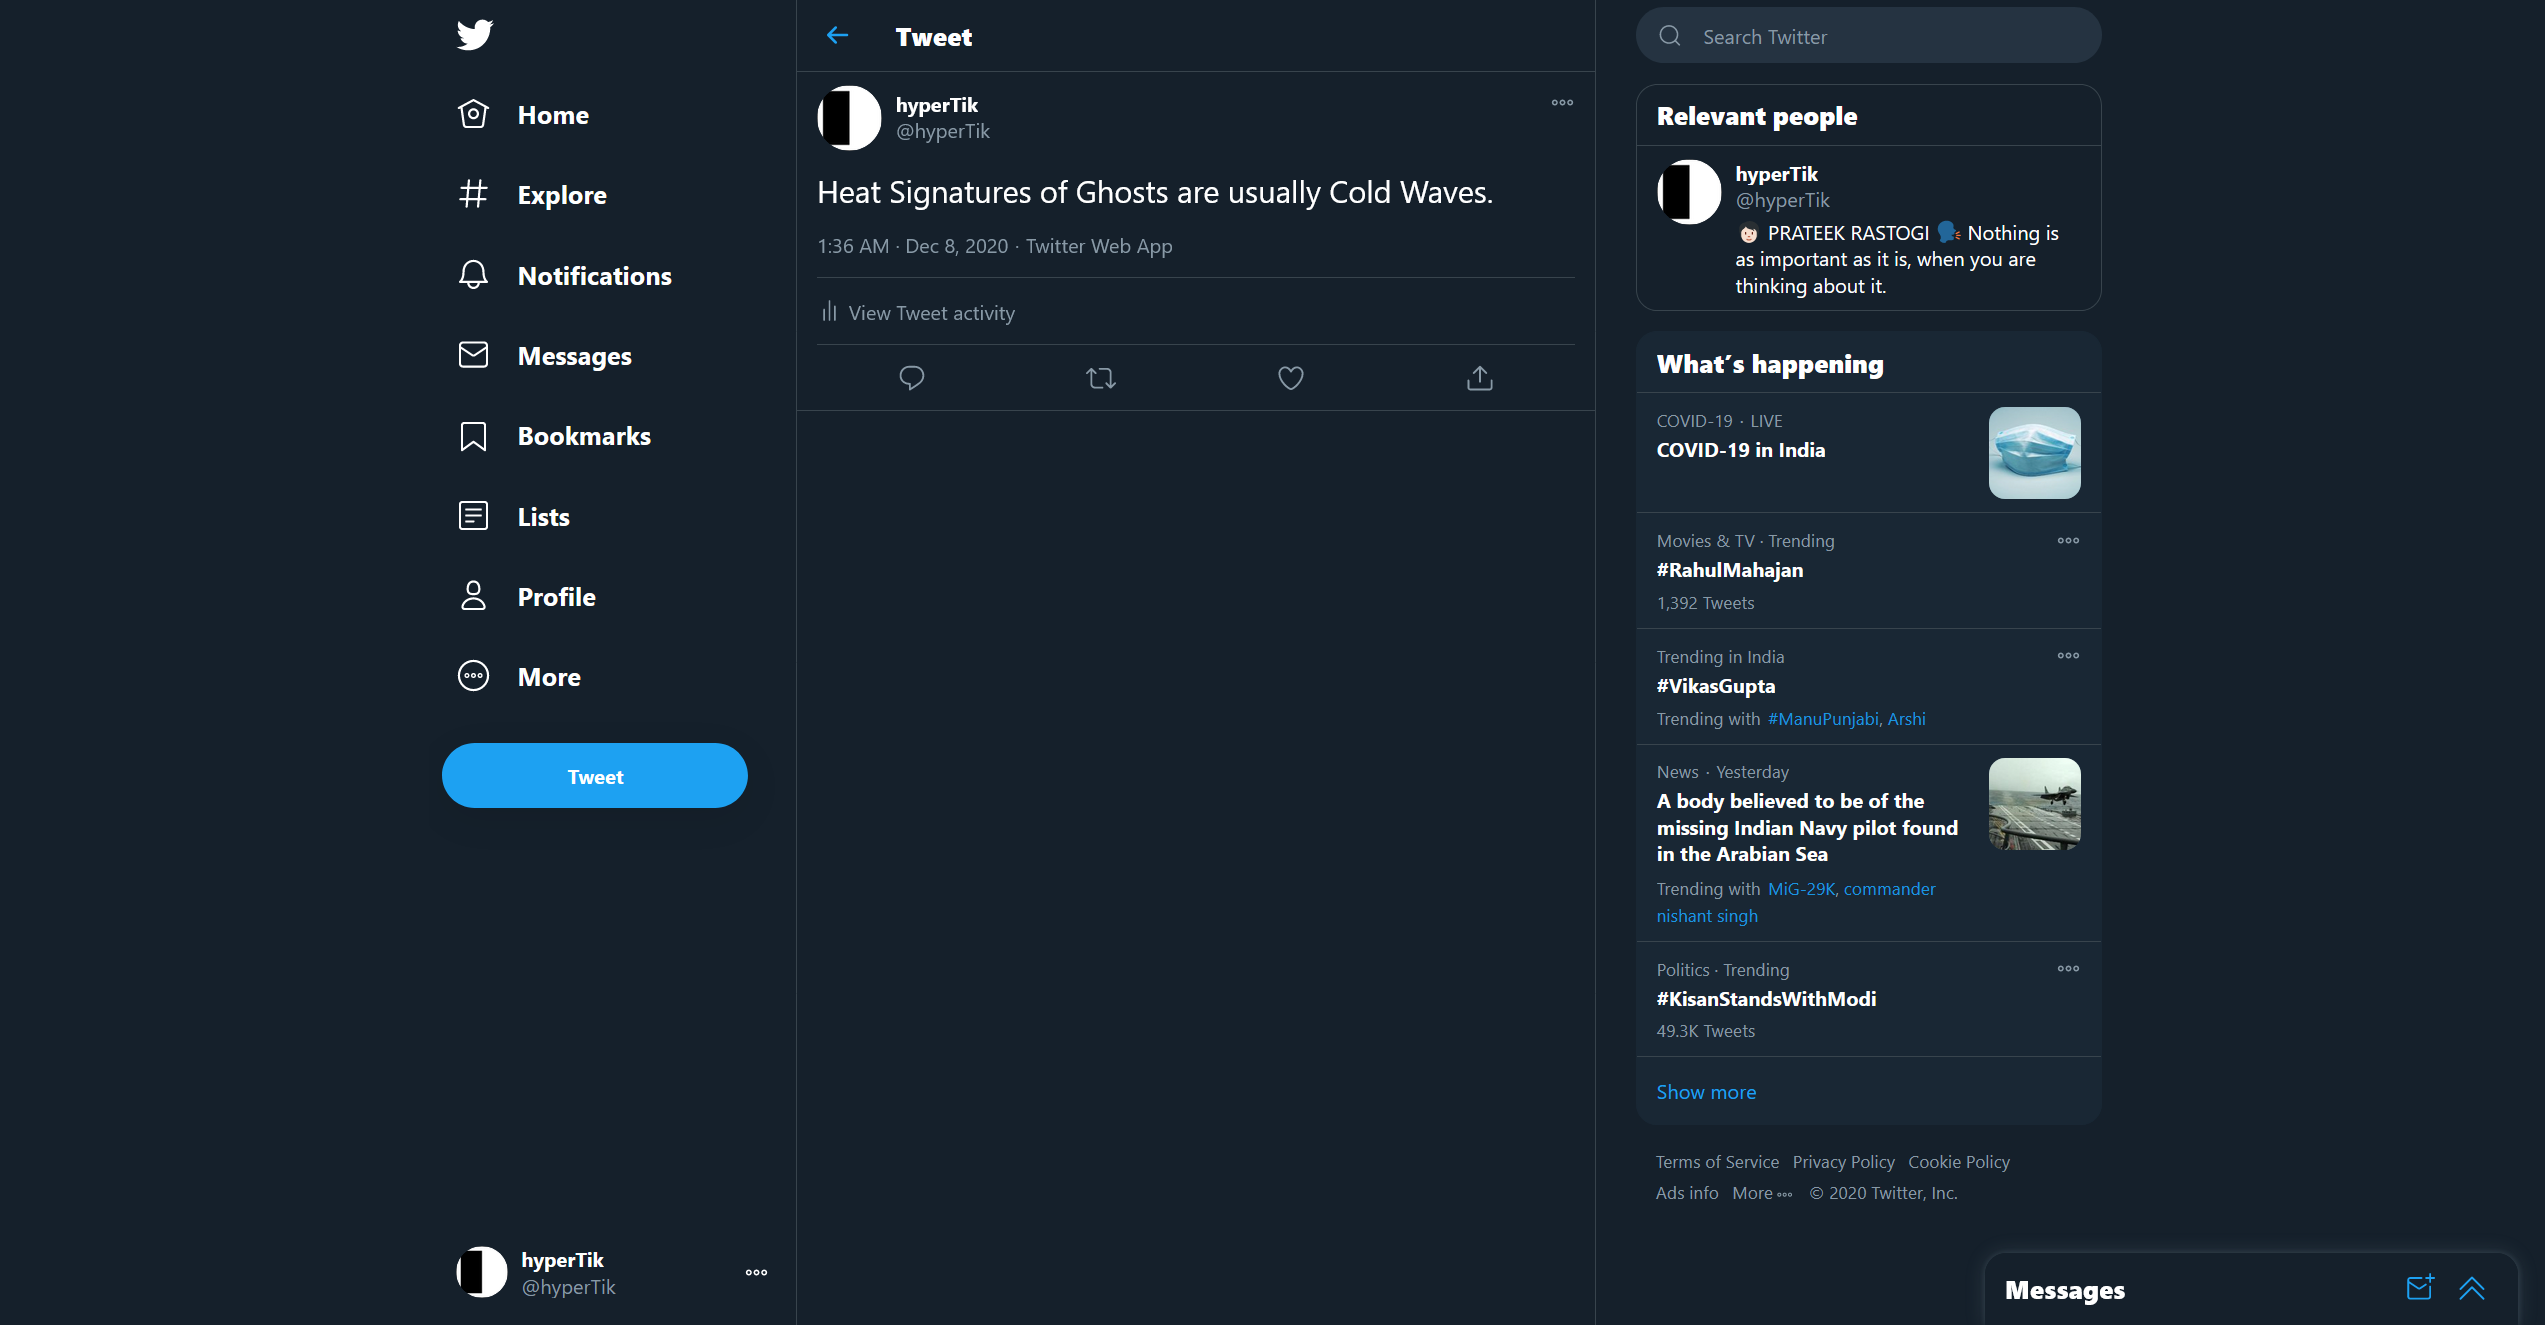 Home
Explore
Notifications
Messages
Bookmarks
Lists
Profile
More
Tweet
hyperTik
@hyperTik
Tweet
hyperTik
@hyperTik
Heat Signatures of Ghosts are usually Cold Waves.
1:36 AM · Dec 8, 2020 · Twitter Web App
View Tweet activity
Search Twitter
Relevant people
hyperTik
@hyperTik
PRATEEK RASTOGI Nothing is
as important as it is, when you are
thinking about it.
What's happening
COVID-19 · LIVE
COVID-19 in India
Movies & TV · Trending
#RahulMahajan
1,392 Tweets
Trending in India
#VikasGupta
Trending with #ManuPunjabi, Arshi
News · Yesterday
A body believed to be of the
missing Indian Navy pilot found
in the Arabian Sea
Trending with MiG-29K, commander
nishant singh
Politics · Trending
#KisanStandsWithModi
49.3K Tweets
Show more
Terms of Service Privacy Policy Cookie Policy
Ads info More © 2020 Twitter, Inc.
Messages